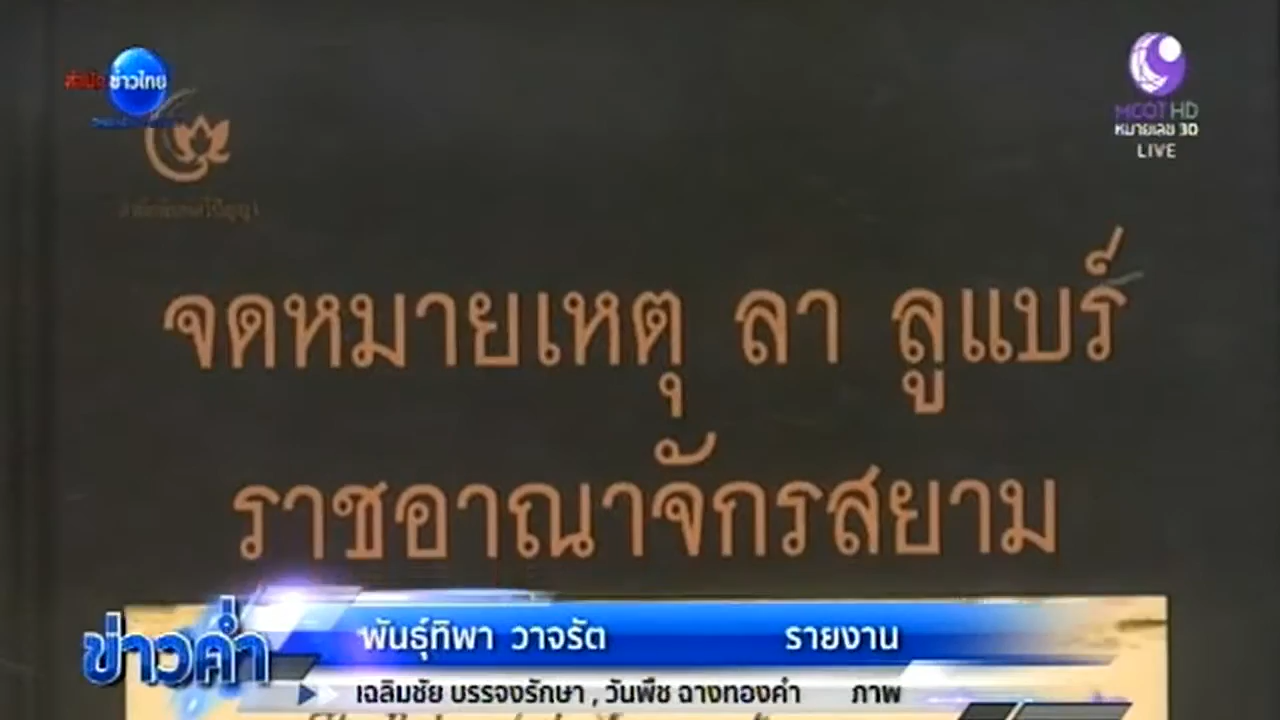 สำนักข่าวไทย
MCOT HD
หมายเลข 30
LIVE
จดหมายเหตุ ลา ลูแบร์
ราชอาณาจักรสยาม
ข่าวค่ำ
พันธุ์ทิพา วาจรัต รายงาน
เฉลิมชัย บรรจงรักษา , วันพืช ฉางทองคำ ภาพ